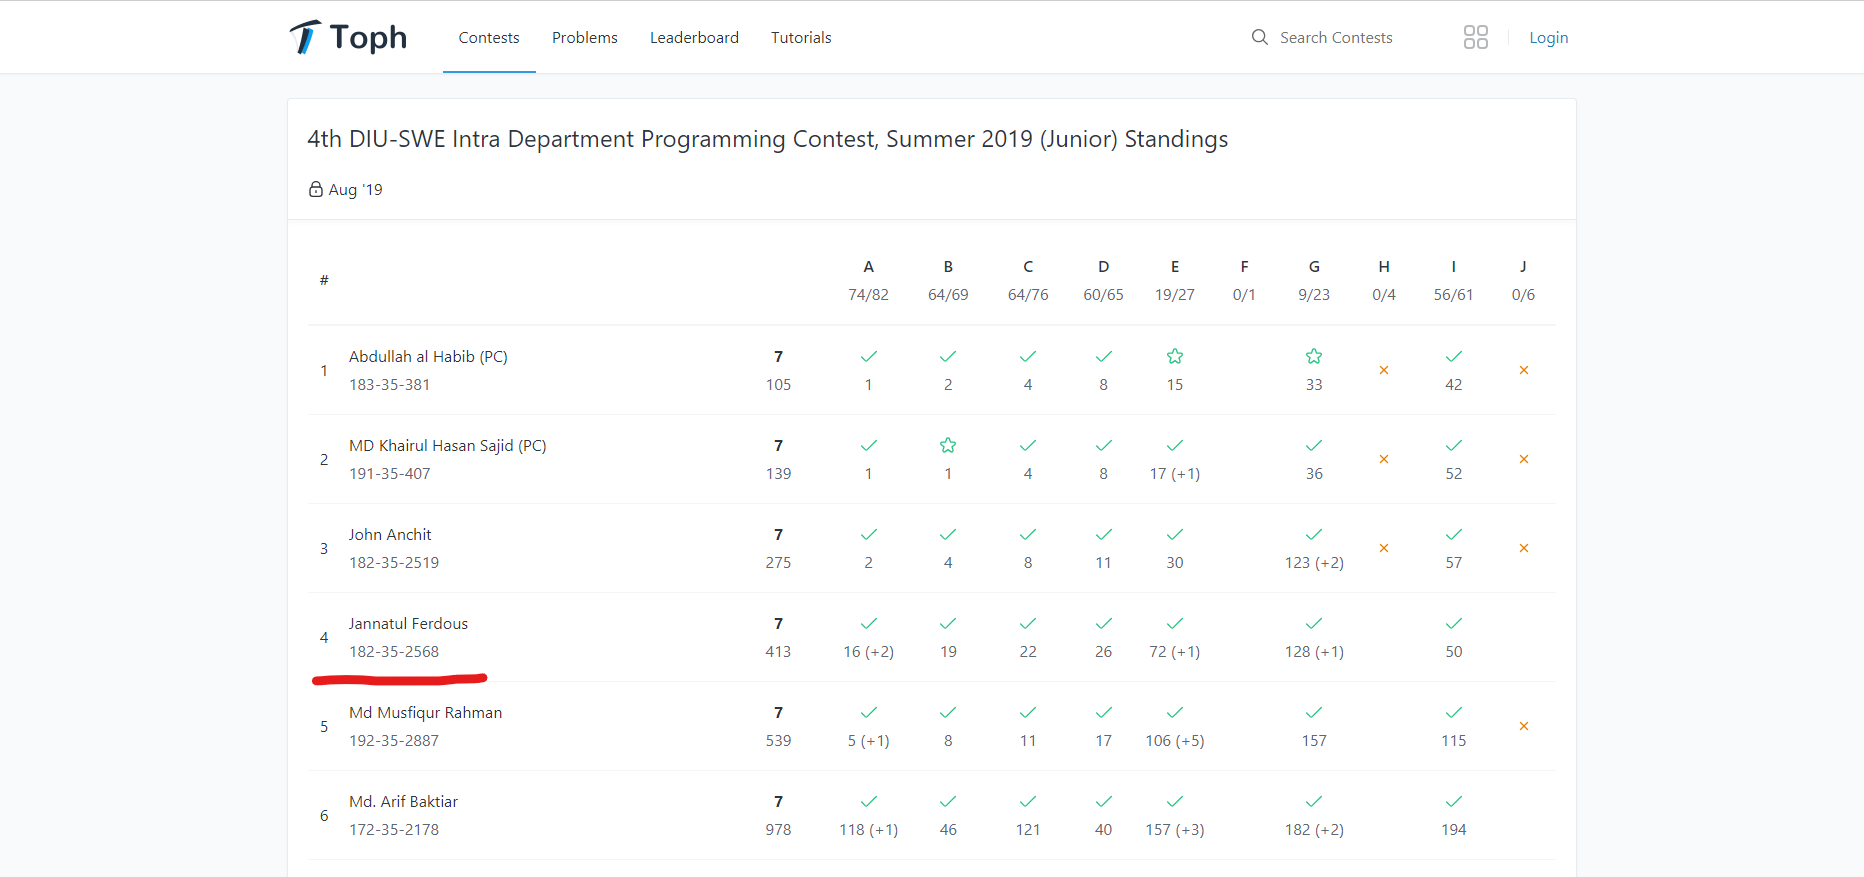 Toph Contests Problems Leaderboard Tutorials Search Contests Login
4th DIU-SWE Intra Department Programming Contest, Summer 2019 (Junior) Standings
Aug '19
# A B C D E F G H I J
74/82 64/69 64/76 60/65 19/27 0/1 9/23 0/4 56/61 0/6
1 Abdullah al Habib (PC) 7
183-35-381 105 1 2 4 8 15 33 42
2 MD Khairul Hasan Sajid (PC) 7
191-35-407 139 1 1 4 8 17 (+1) 36 52
3 John Anchit 7
182-35-2519 275 2 4 8 11 30 123 (+2) 57
4 Jannatul Ferdous 7
182-35-2568 413 16 (+2) 19 22 26 72 (+1) 128 (+1) 50
5 Md Musfiqur Rahman 7
192-35-2887 539 5 (+1) 8 11 17 106 (+5) 157 115
6 Md. Arif Baktiar 7
172-35-2178 978 118 (+1) 46 121 40 157 (+3) 182 (+2) 194